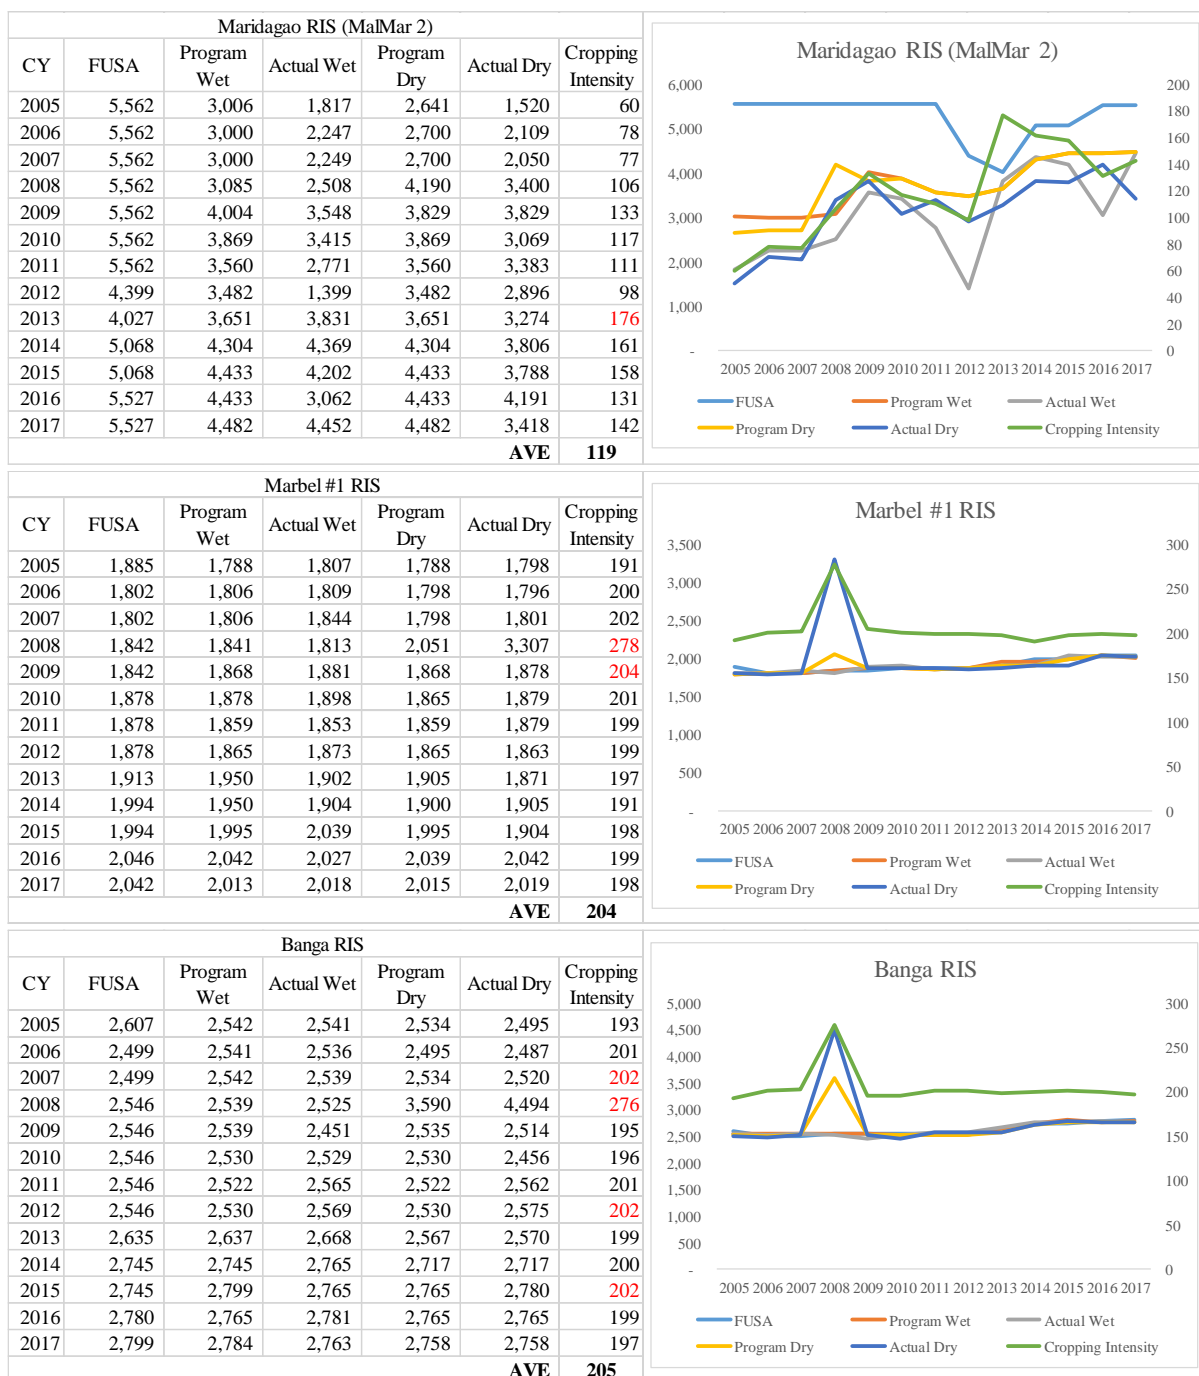 Maridagao RIS (MalMar 2)
CY FUSA Program Wet Actual Wet Program Dry Actual Dry Cropping Intensity
2005 5,562 3,006 1,817 2,641 1,520 60
2006 5,562 3,000 2,247 2,700 2,109 78
2007 5,562 3,000 2,249 2,700 2,050 77
2008 5,562 3,085 2,508 4,190 3,400 106
2009 5,562 4,004 3,548 3,829 3,829 133
2010 5,562 3,869 3,415 3,869 3,069 117
2011 5,562 3,560 2,771 3,560 3,383 111
2012 4,399 3,482 1,399 3,482 2,896 98
2013 4,027 3,651 3,831 3,651 3,274 176
2014 5,068 4,304 4,369 4,304 3,806 161
2015 5,068 4,433 4,202 4,433 3,788 158
2016 5,527 4,433 3,062 4,433 4,191 131
2017 5,527 4,482 4,452 4,482 3,418 142
AVE 119
Maridagao RIS (MalMar 2)
6,000 200
5,000 180
4,000 160
3,000 140
2,000 120
1,000 100
- 80
60
40
20
0
2005 2006 2007 2008 2009 2010 2011 2012 2013 2014 2015 2016 2017
FUSA Program Wet Actual Wet
Program Dry Actual Dry Cropping Intensity
Marbel #1 RIS
CY FUSA Program Wet Actual Wet Program Dry Actual Dry Cropping Intensity
2005 1,885 1,788 1,807 1,788 1,798 191
2006 1,802 1,806 1,809 1,798 1,796 200
2007 1,802 1,806 1,844 1,798 1,801 202
2008 1,842 1,841 1,813 2,051 3,307 278
2009 1,842 1,868 1,881 1,868 1,878 204
2010 1,878 1,878 1,898 1,865 1,879 201
2011 1,878 1,859 1,853 1,859 1,879 199
2012 1,878 1,865 1,873 1,865 1,863 199
2013 1,913 1,950 1,902 1,905 1,871 197
2014 1,994 1,950 1,904 1,900 1,905 191
2015 1,994 1,995 2,039 1,995 1,904 198
2016 2,046 2,042 2,027 2,039 2,042 199
2017 2,042 2,013 2,018 2,015 2,019 198
AVE 204
Marbel #1 RIS
3,500 300
3,000 250
2,500 200
2,000 150
1,500 100
1,000 50
500 0
-
2005 2006 2007 2008 2009 2010 2011 2012 2013 2014 2015 2016 2017
FUSA Program Wet Actual Wet
Program Dry Actual Dry Cropping Intensity
Banga RIS
CY FUSA Program Wet Actual Wet Program Dry Actual Dry Cropping Intensity
2005 2,607 2,542 2,541 2,534 2,495 193
2006 2,499 2,541 2,536 2,495 2,487 201
2007 2,499 2,542 2,539 2,534 2,520 202
2008 2,546 2,539 2,525 3,590 4,494 276
2009 2,546 2,539 2,451 2,535 2,514 195
2010 2,546 2,530 2,529 2,530 2,456 196
2011 2,546 2,522 2,565 2,522 2,562 201
2012 2,546 2,530 2,569 2,530 2,575 202
2013 2,635 2,637 2,668 2,567 2,570 199
2014 2,745 2,745 2,765 2,717 2,717 200
2015 2,745 2,799 2,765 2,765 2,780 202
2016 2,780 2,765 2,781 2,765 2,765 199
2017 2,799 2,784 2,763 2,758 2,758 197
AVE 205
Banga RIS
5,000 300
4,500 250
4,000 200
3,500 150
3,000 100
2,500 50
2,000 0
1,500
1,000
500
-
2005 2006 2007 2008 2009 2010 2011 2012 2013 2014 2015 2016 2017
FUSA Program Wet Actual Wet
Program Dry Actual Dry Cropping Intensity